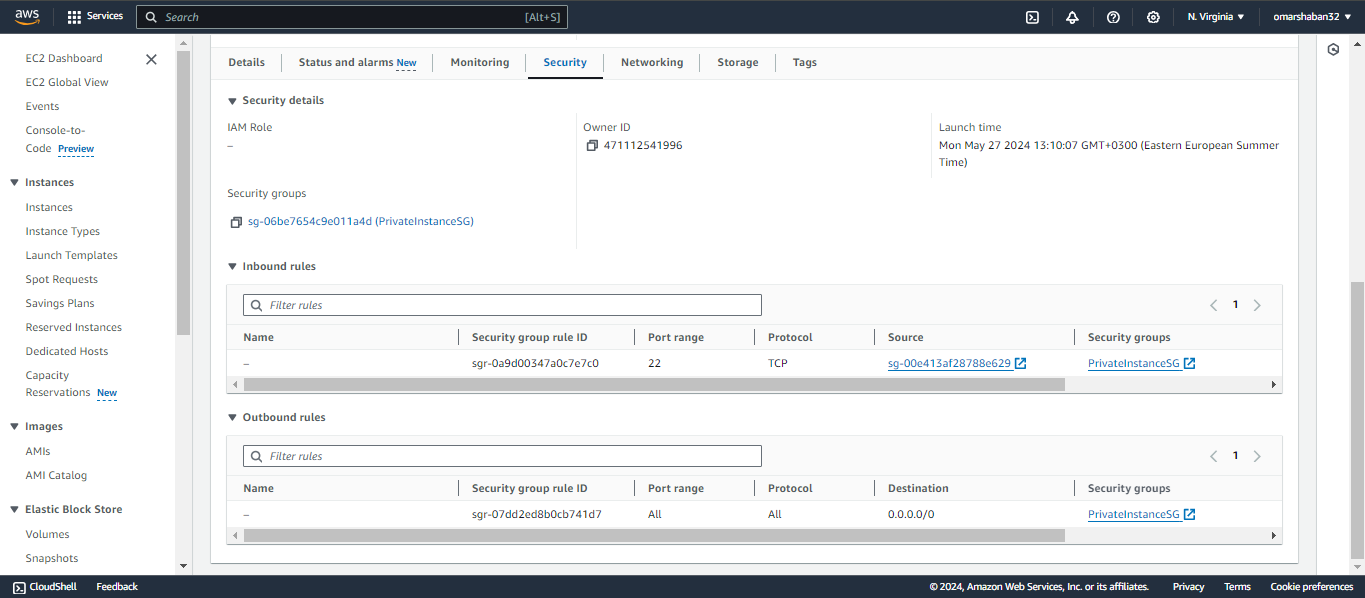 aws
Services
Search
[Alt+S]
N. Virginia
omarshaban32
EC2 Dashboard
EC2 Global View
Events
Console-to-
Code Preview
Instances
Instances
Instance Types
Launch Templates
Spot Requests
Savings Plans
Reserved Instances
Dedicated Hosts
Capacity
Reservations New
Images
AMIs
AMI Catalog
Elastic Block Store
Volumes
Snapshots
Details
Status and alarms New
Monitoring
Security
Networking
Storage
Tags
Security details
IAM Role
–
Owner ID
471112541996
Launch time
Mon May 27 2024 13:10:07 GMT+0300 (Eastern European Summer
Time)
Security groups
sg-06be7654c9e011a4d (PrivateInstanceSG)
Inbound rules
Filter rules
1
Name Security group rule ID Port range Protocol Source Security groups
– sgr-0a9d00347a0c7e7c0 22 TCP sg-00e413af28788e629 PrivateInstanceSG
Outbound rules
Filter rules
1
Name Security group rule ID Port range Protocol Destination Security groups
– sgr-07dd2ed8b0cb741d7 All All 0.0.0.0/0 PrivateInstanceSG
CloudShell
Feedback
© 2024, Amazon Web Services, Inc. or its affiliates.
Privacy
Terms
Cookie preferences